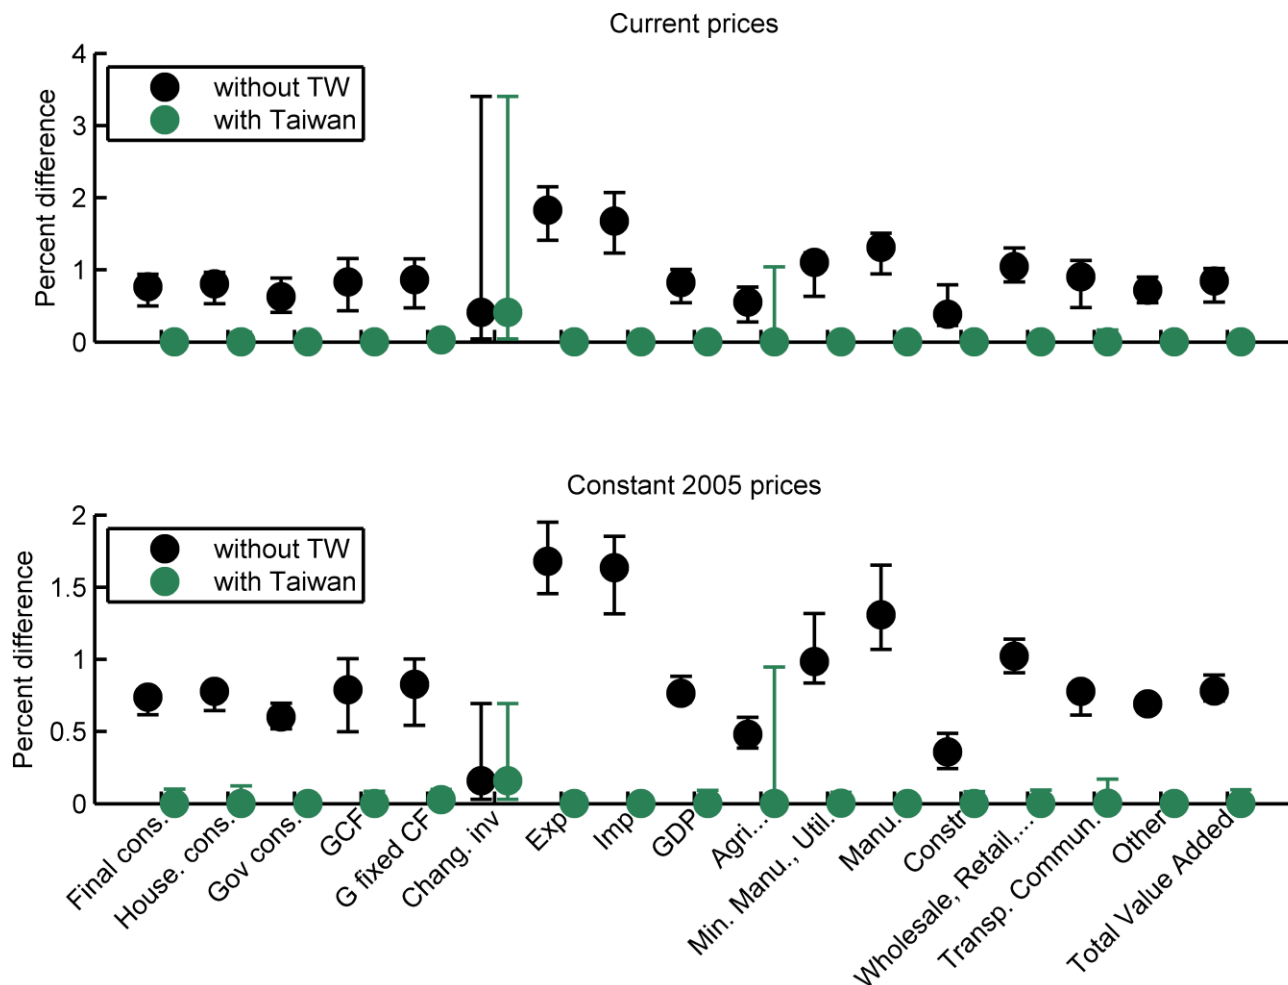 Current prices
Percent difference
4
3
2
1
0
without TW
with Taiwan
Constant 2005 prices
Percent difference
2
1.5
1
0.5
0
without TW
with Taiwan
Final cons.
House. cons
Gov cons.
GCF
G fixed CF
Chang. inv
Exp
Imp
GDP
Agri...
Min. Manu., Util.
Manu.
Constr
Wholesale, Retail,...
Transp. Commun.
Other
Total Value Added